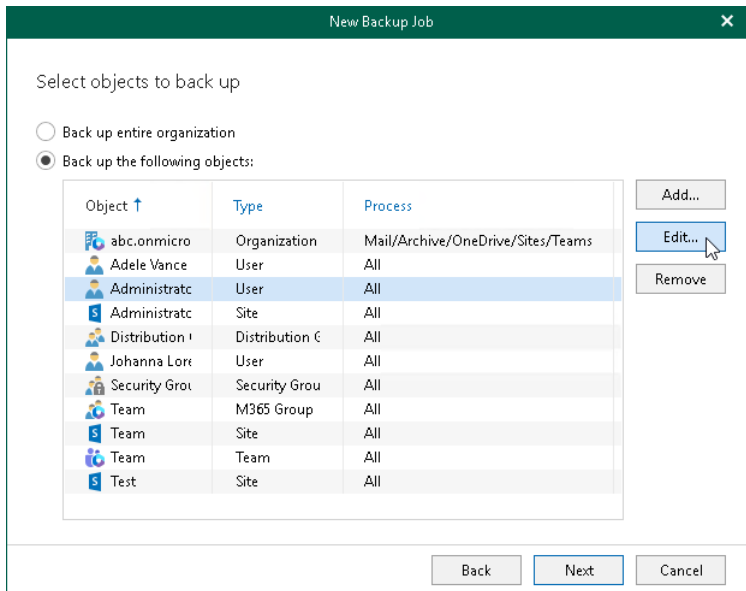 New Backup Job
Select objects to back up
Back up entire organization
Back up the following objects:
Add...
Object ↑ Type Process
Edit...
abc.onmicro Organization Mail/Archive/OneDrive/Sites/Teams
Adele Vance User All
Remove
Administratc User All
Administratc Site All
Distribution Distribution G All
Johanna Lore User All
Security Grou Security Grou All
Team M365 Group All
Team Site All
Team Team All
Test Site All
Back Next Cancel